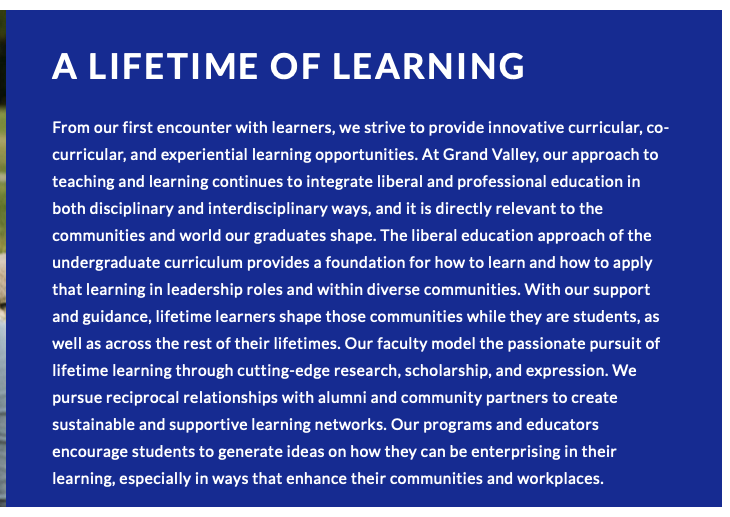 A LIFETIME OF LEARNING
From our first encounter with learners, we strive to provide innovative curricular, co-
curricular, and experiential learning opportunities. At Grand Valley, our approach to
teaching and learning continues to integrate liberal and professional education in
both disciplinary and interdisciplinary ways, and it is directly relevant to the
communities and world our graduates shape. The liberal education approach of the
undergraduate curriculum provides a foundation for how to learn and how to apply
that learning in leadership roles and within diverse communities. With our support
and guidance, lifetime learners shape those communities while they are students, as
well as across the rest of their lifetimes. Our faculty model the passionate pursuit of
lifetime learning through cutting-edge research, scholarship, and expression. We
pursue reciprocal relationships with alumni and community partners to create
sustainable and supportive learning networks. Our programs and educators
encourage students to generate ideas on how they can be enterprising in their
learning, especially in ways that enhance their communities and workplaces.